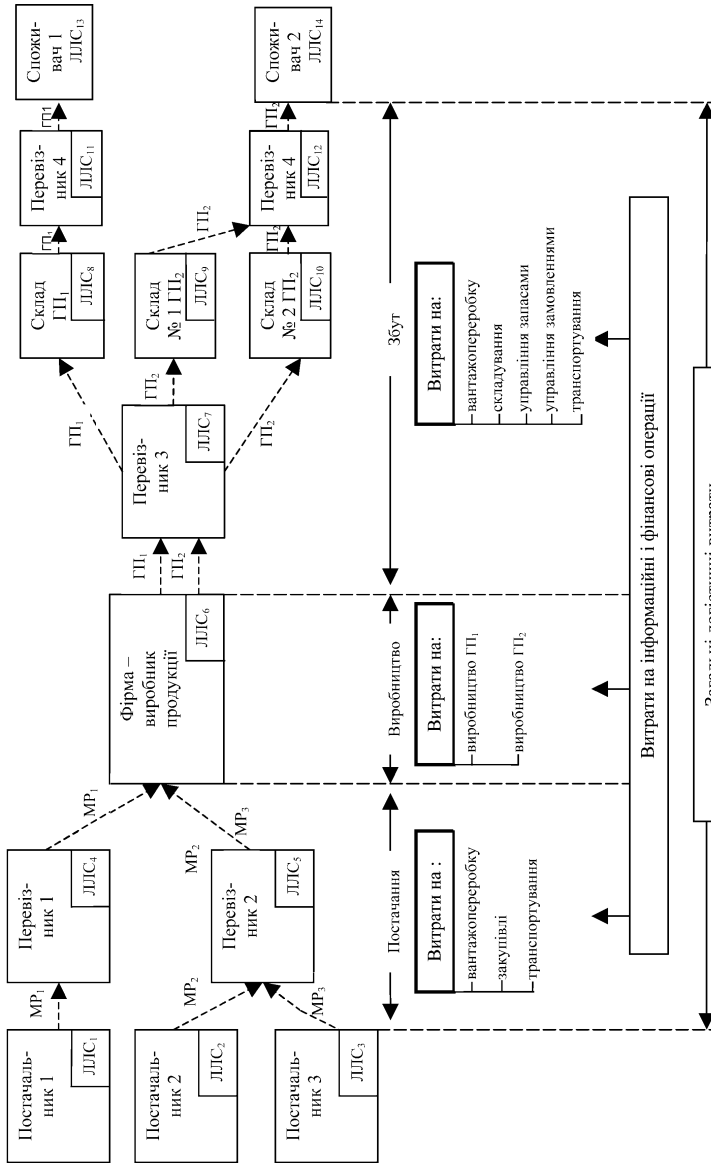 Постачаль-
ник 1
ЛЛС₁
МР₁
Перевіз-
ник 1
ЛЛС₄
МР₁
Постачаль-
ник 2
ЛЛС₂
МР₂
Постачаль-
ник 3
ЛЛС₃
МР₃
Перевіз-
ник 2
ЛЛС₅
МР₂
МР₃
Фірма –
виробник
продукції
ЛЛС₆
ГП₁
ГП₂
Перевіз-
ник 3
ЛЛС₇
ГП₁
ГП₂
ГП₂
Склад
ГП₁
ЛЛС₈
ГП₁
Перевіз-
ник 4
ЛЛС₁₁
ГП1
Спожи-
вач 1
ЛЛС₁₃
Склад
№ 1 ГП₂
ЛЛС₉
ГП₂
Склад
№ 2 ГП₂
ЛЛС₁₀
ГП₂
Перевіз-
ник 4
ЛЛС₁₂
ГП₂
Спожи-
вач 2
ЛЛС₁₄
Постачання
Виробництво
Збут
Витрати на :
вантажопереробку
закупівлі
транспортування
Витрати на:
виробництво ГП₁
виробництво ГП₂
Витрати на:
вантажопереробку
складування
управління запасами
управління замовленнями
транспортування
Витрати на інформаційні і фінансові операції
Загальні логістичні витрати